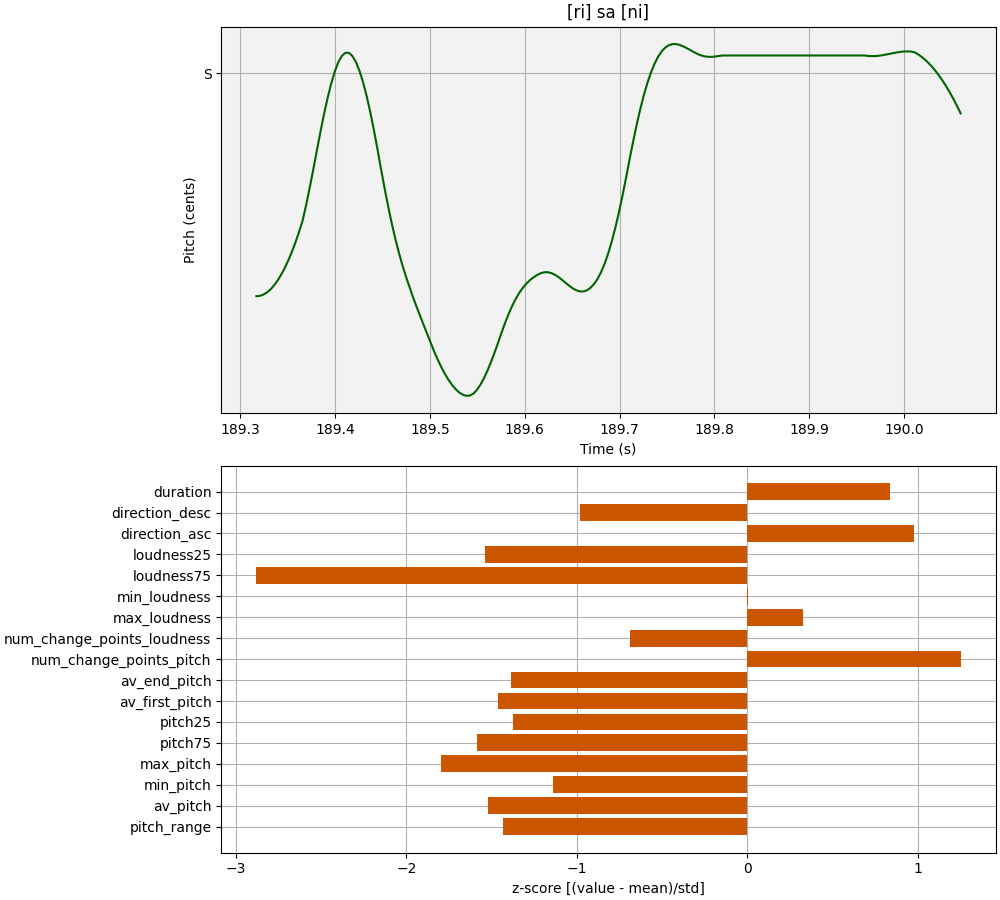 [ri] sa [ni]
S
Pitch (cents)
189.3 189.4 189.5 189.6 189.7 189.8 189.9 190.0
Time (s)
duration
direction_desc
direction_asc
loudness25
loudness75
min_loudness
max_loudness
num_change_points_loudness
num_change_points_pitch
av_end_pitch
av_first_pitch
pitch25
pitch75
max_pitch
min_pitch
av_pitch
pitch_range
−3 −2 −1 0 1
z-score [(value - mean)/std]